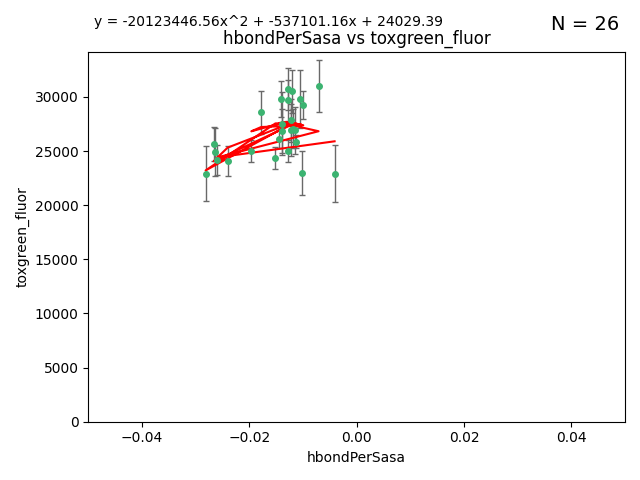 y = -20123446.56x^2 + -537101.16x + 24029.39
N = 26
hbondPerSasa vs toxgreen_fluor
toxgreen_fluor
30000
25000
20000
15000
10000
5000
0
−0.04
−0.02
0.00
0.02
0.04
hbondPerSasa